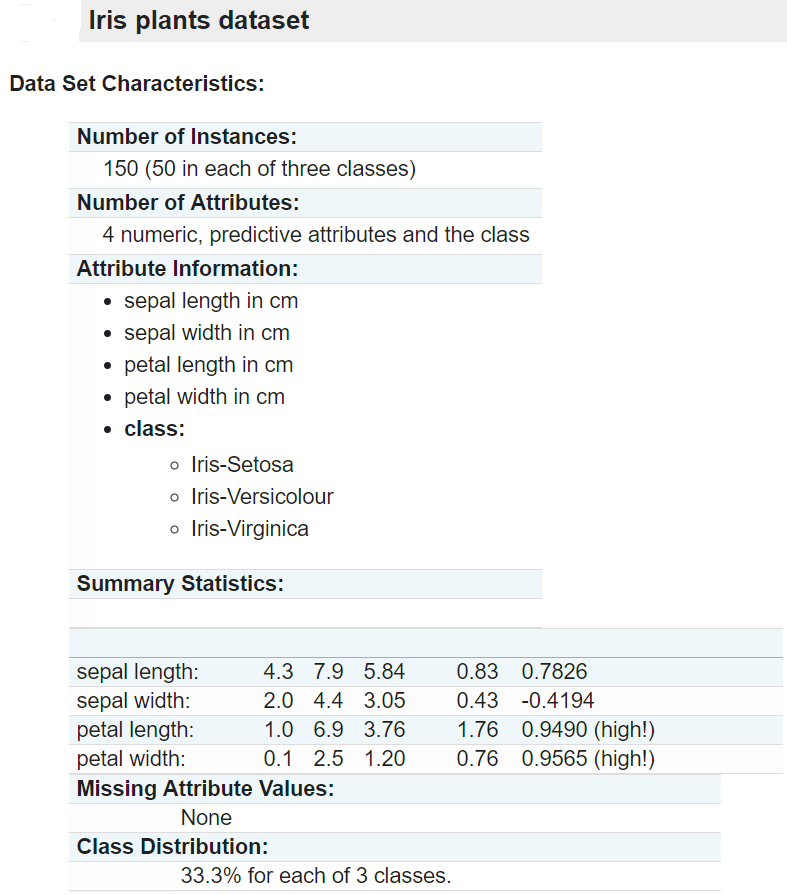 Iris plants dataset
Data Set Characteristics:
Number of Instances:
150 (50 in each of three classes)
Number of Attributes:
4 numeric, predictive attributes and the class
Attribute Information:
• sepal length in cm
• sepal width in cm
• petal length in cm
• petal width in cm
• class:
◦ Iris-Setosa
◦ Iris-Versicolour
◦ Iris-Virginica
Summary Statistics:
sepal length: 4.3 7.9 5.84 0.83 0.7826
sepal width: 2.0 4.4 3.05 0.43 -0.4194
petal length: 1.0 6.9 3.76 1.76 0.9490 (high!)
petal width: 0.1 2.5 1.20 0.76 0.9565 (high!)
Missing Attribute Values:
None
Class Distribution:
33.3% for each of 3 classes.